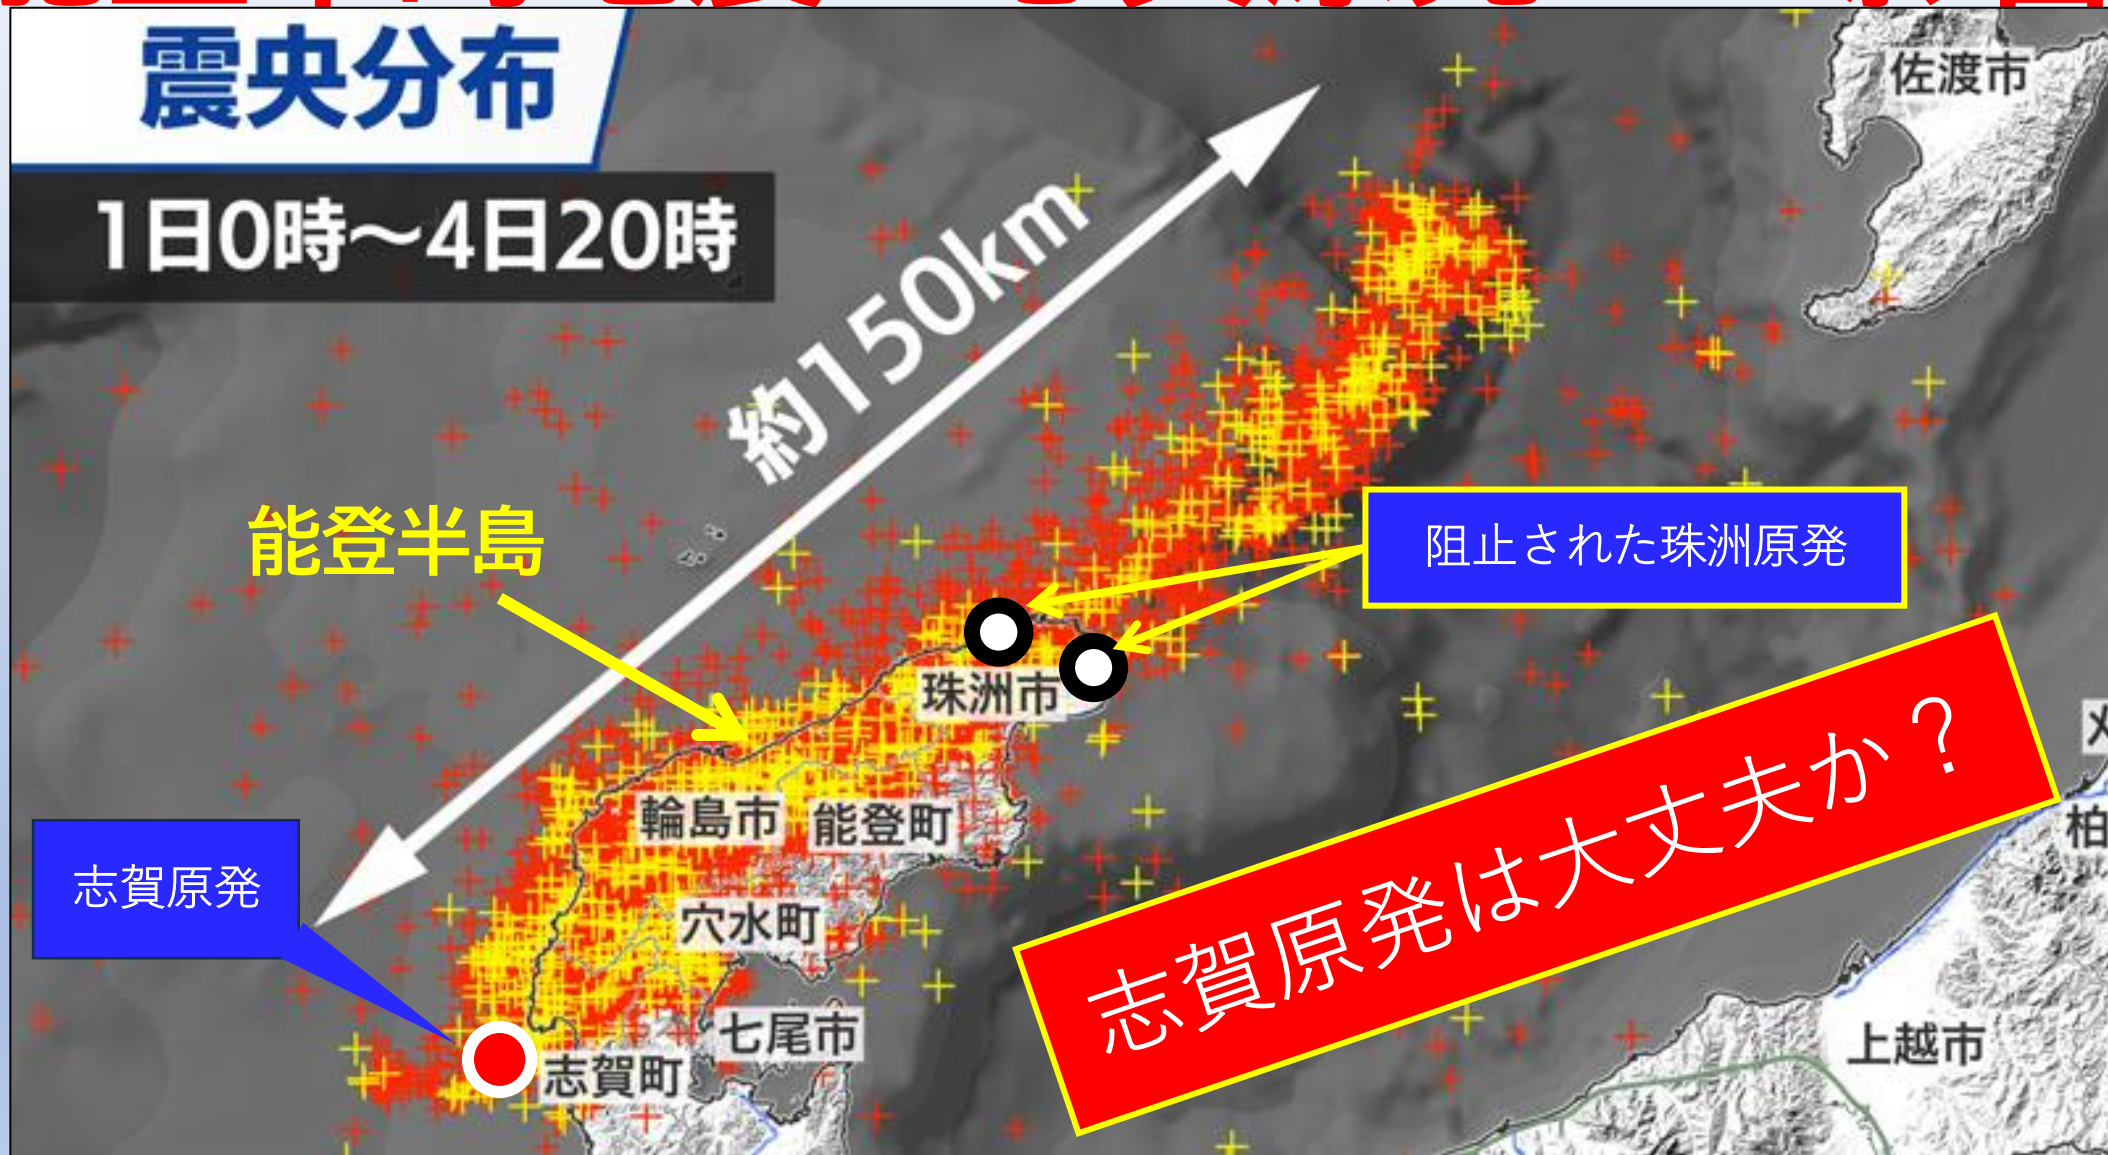 震央分布
1日0時～4日20時
佐渡市
約150km
能登半島
阻止された珠洲原発
珠洲市
志賀原発は大丈夫か？
輪島市
能登町
志賀原発
穴水町
七尾市
志賀町
上越市
柏